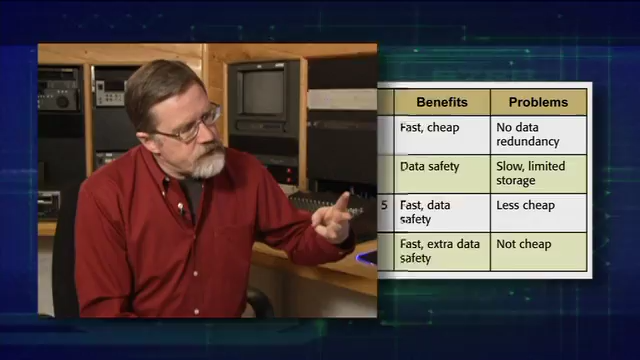 Benefits Problems
Fast, cheap No data
redundancy
Data safety Slow, limited
storage
5 Fast, data Less cheap
safety
Fast, extra data Not cheap
safety